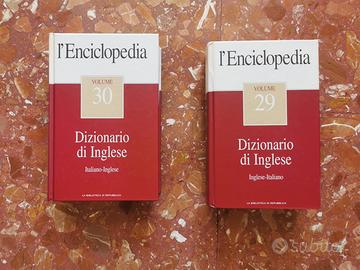 l'Enciclopedia
VOLUME
30
Dizionario
di Inglese
Italiano-Inglese
LA BIBLIOTECA DI REPUBBLICA
l'Enciclopedia
VOLUME
29
Dizionario
di Inglese
Inglese-Italiano
LA BIBLIOTECA DI REPUBBLICA
subito